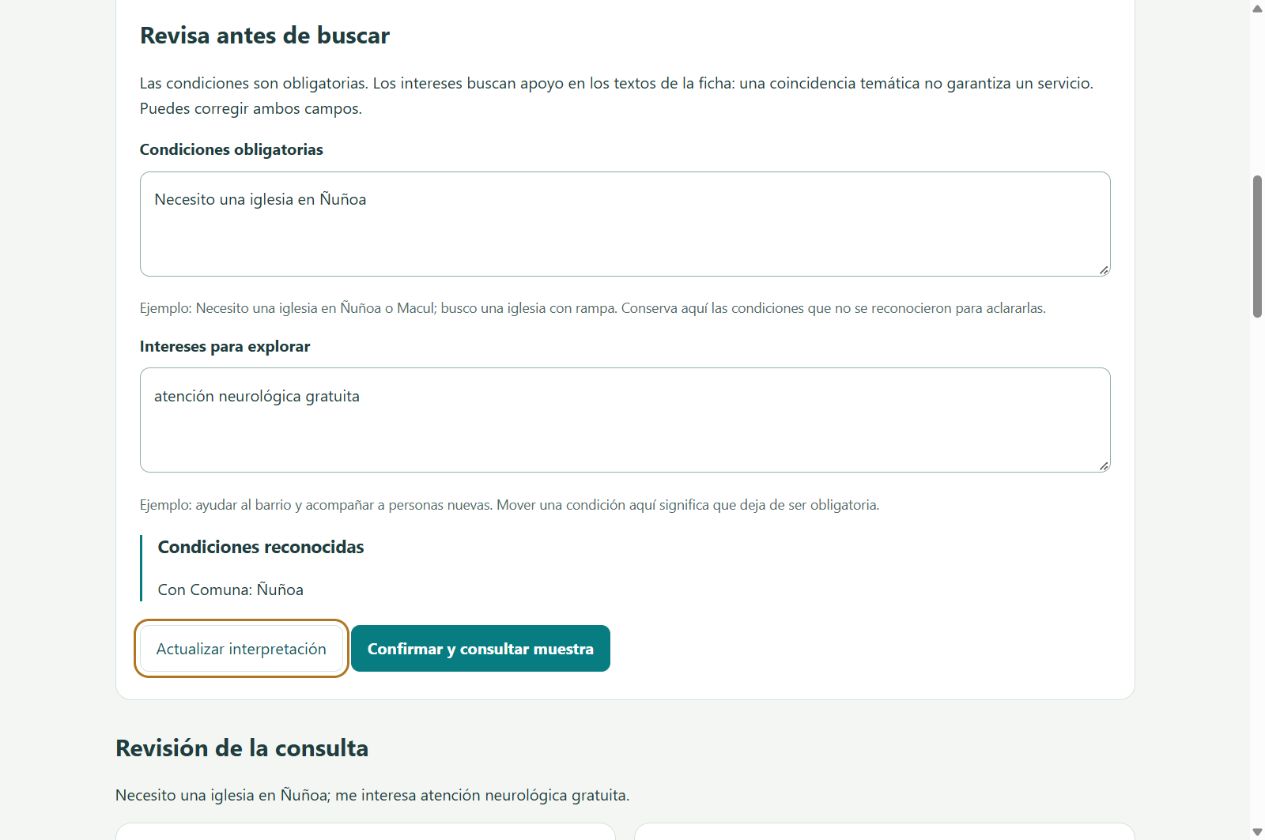 Revisa antes de buscar
Las condiciones son obligatorias. Los intereses buscan apoyo en los textos de la ficha: una coincidencia temática no garantiza un servicio.
Puedes corregir ambos campos.
Condiciones obligatorias
Necesito una iglesia en Ñuñoa
Ejemplo: Necesito una iglesia en Ñuñoa o Macul; busco una iglesia con rampa. Conserva aquí las condiciones que no se reconocieron para aclararlas.
Intereses para explorar
atención neurológica gratuita
Ejemplo: ayudar al barrio y acompañar a personas nuevas. Mover una condición aquí significa que deja de ser obligatoria.
Condiciones reconocidas
Con Comuna: Ñuñoa
Actualizar interpretación
Confirmar y consultar muestra
Revisión de la consulta
Necesito una iglesia en Ñuñoa; me interesa atención neurológica gratuita.